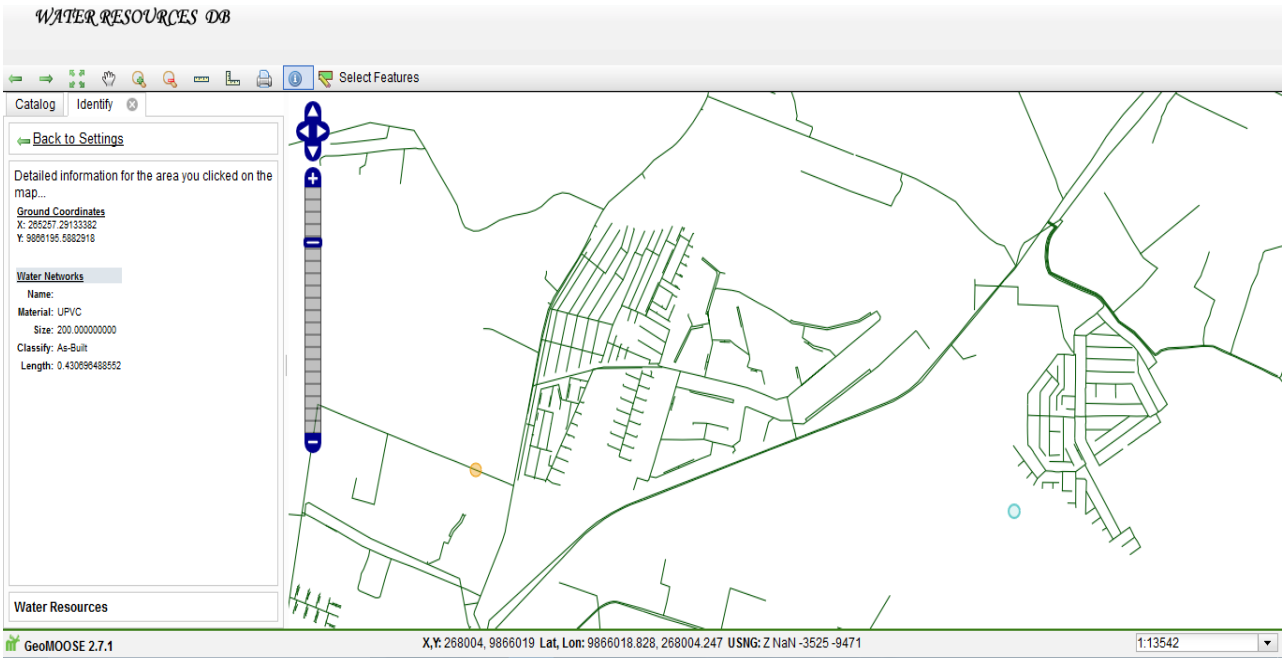 WATER RESOURCES DB
Select Features
Catalog Identify
Back to Settings
Detailed information for the area you clicked on the
map...
Ground Coordinates
X: 265257.29133382
Y: 9866195.5882918
Water Networks
Name:
Material: UPVC
Size: 200.000000000
Classify: As-Built
Length: 0.430696488552
Water Resources
GeoMOOSE 2.7.1
X,Y: 268004, 9866019 Lat, Lon: 9866018.828, 268004.247 USNG: Z NaN -3525 -9471
1:13542